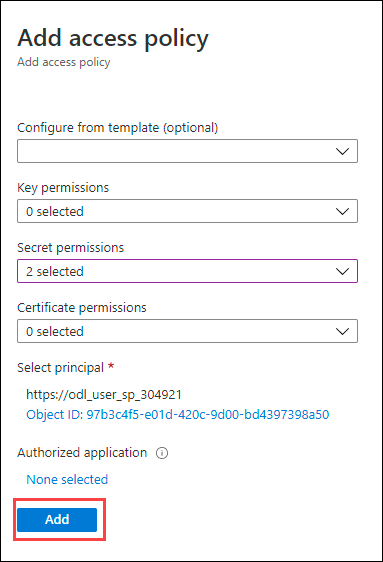 Add access policy
Add access policy
Configure from template (optional)
Key permissions
0 selected
Secret permissions
2 selected
Certificate permissions
0 selected
Select principal *
https://odl_user_sp_304921
Object ID: 97b3c4f5-e01d-420c-9d00-bd4397398a50
Authorized application
None selected
Add